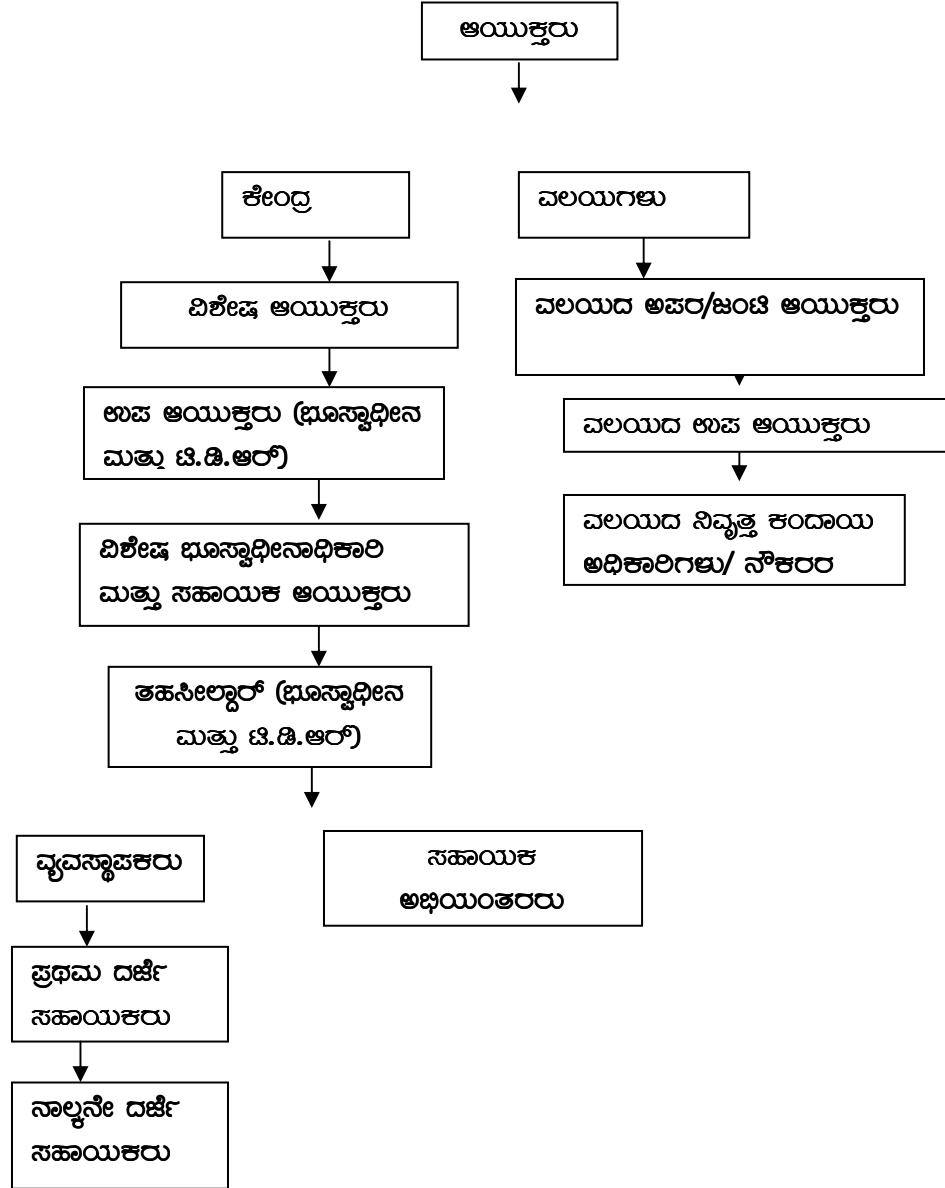 ಆಯುಕ್ತರು
ಕೇಂದ್ರ
ವಲಯಗಳು
ವಿಶೇಷ ಆಯುಕ್ತರು
ವಲಯದ ಅಪರ/ಜಂಟಿ ಆಯುಕ್ತರು
ಉಪ ಆಯುಕ್ತರು (ಭೂಸ್ವಾಧೀನ
ಮತ್ತು ಟಿ.ಡಿ.ಆರ್)
ವಲಯದ ಉಪ ಆಯುಕ್ತರು
ವಲಯದ ನಿವೃತ್ತ ಕಂದಾಯ
ಅಧಿಕಾರಿಗಳು/ ನೌಕರರ
ವಿಶೇಷ ಭೂಸ್ವಾಧೀನಾಧಿಕಾರಿ
ಮತ್ತು ಸಹಾಯಕ ಆಯುಕ್ತರು
ತಹಸೀಲ್ದಾರ್ (ಭೂಸ್ವಾಧೀನ
ಮತ್ತು ಟಿ.ಡಿ.ಆರ್)
ವ್ಯವಸ್ಥಾಪಕರು
ಸಹಾಯಕ
ಅಭಿಯಂತರರು
ಪ್ರಥಮ ದರ್ಜೆ
ಸಹಾಯಕರು
ನಾಲ್ಕನೇ ದರ್ಜೆ
ಸಹಾಯಕರು